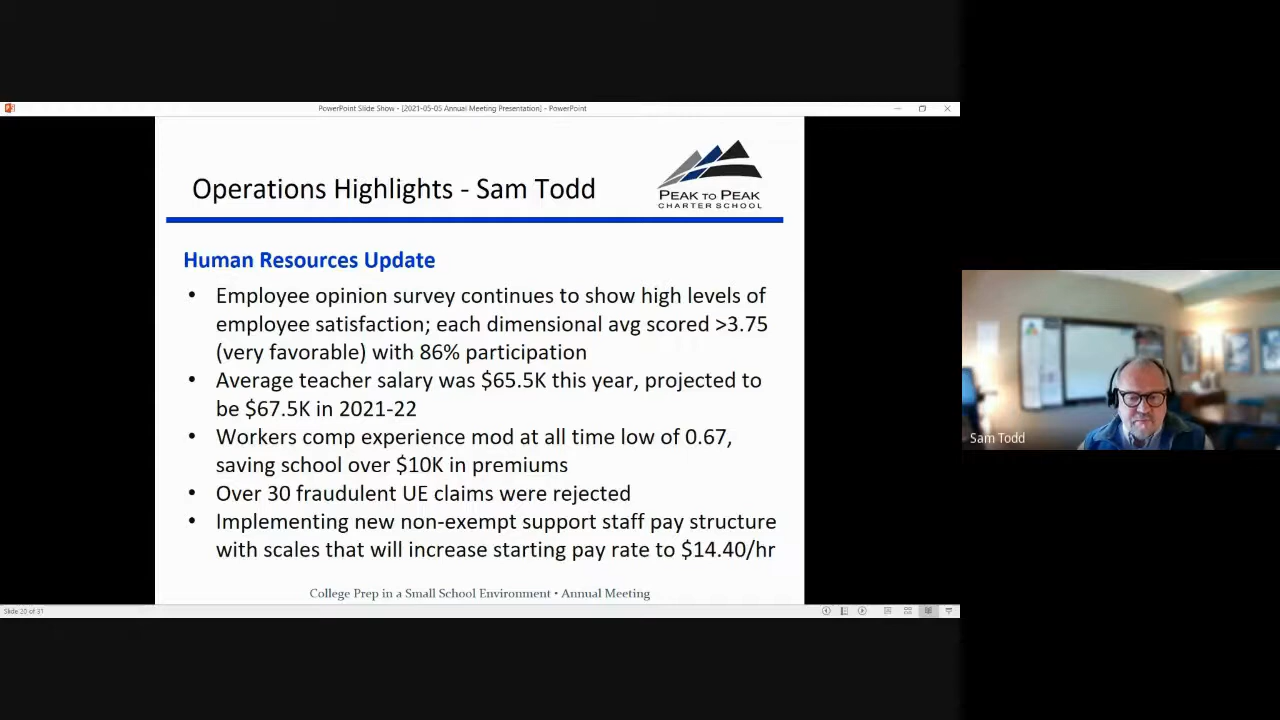 PowerPoint Slide Show - [2021-05-05 Annual Meeting Presentation] - PowerPoint
Operations Highlights - Sam Todd
PEAK TO PEAK
CHARTER SCHOOL
Human Resources Update
• Employee opinion survey continues to show high levels of
employee satisfaction; each dimensional avg scored >3.75
(very favorable) with 86% participation
• Average teacher salary was $65.5K this year, projected to
be $67.5K in 2021-22
• Workers comp experience mod at all time low of 0.67,
saving school over $10K in premiums
• Over 30 fraudulent UE claims were rejected
• Implementing new non-exempt support staff pay structure
with scales that will increase starting pay rate to $14.40/hr
College Prep in a Small School Environment • Annual Meeting
Slide 20 of 31
Sam Todd